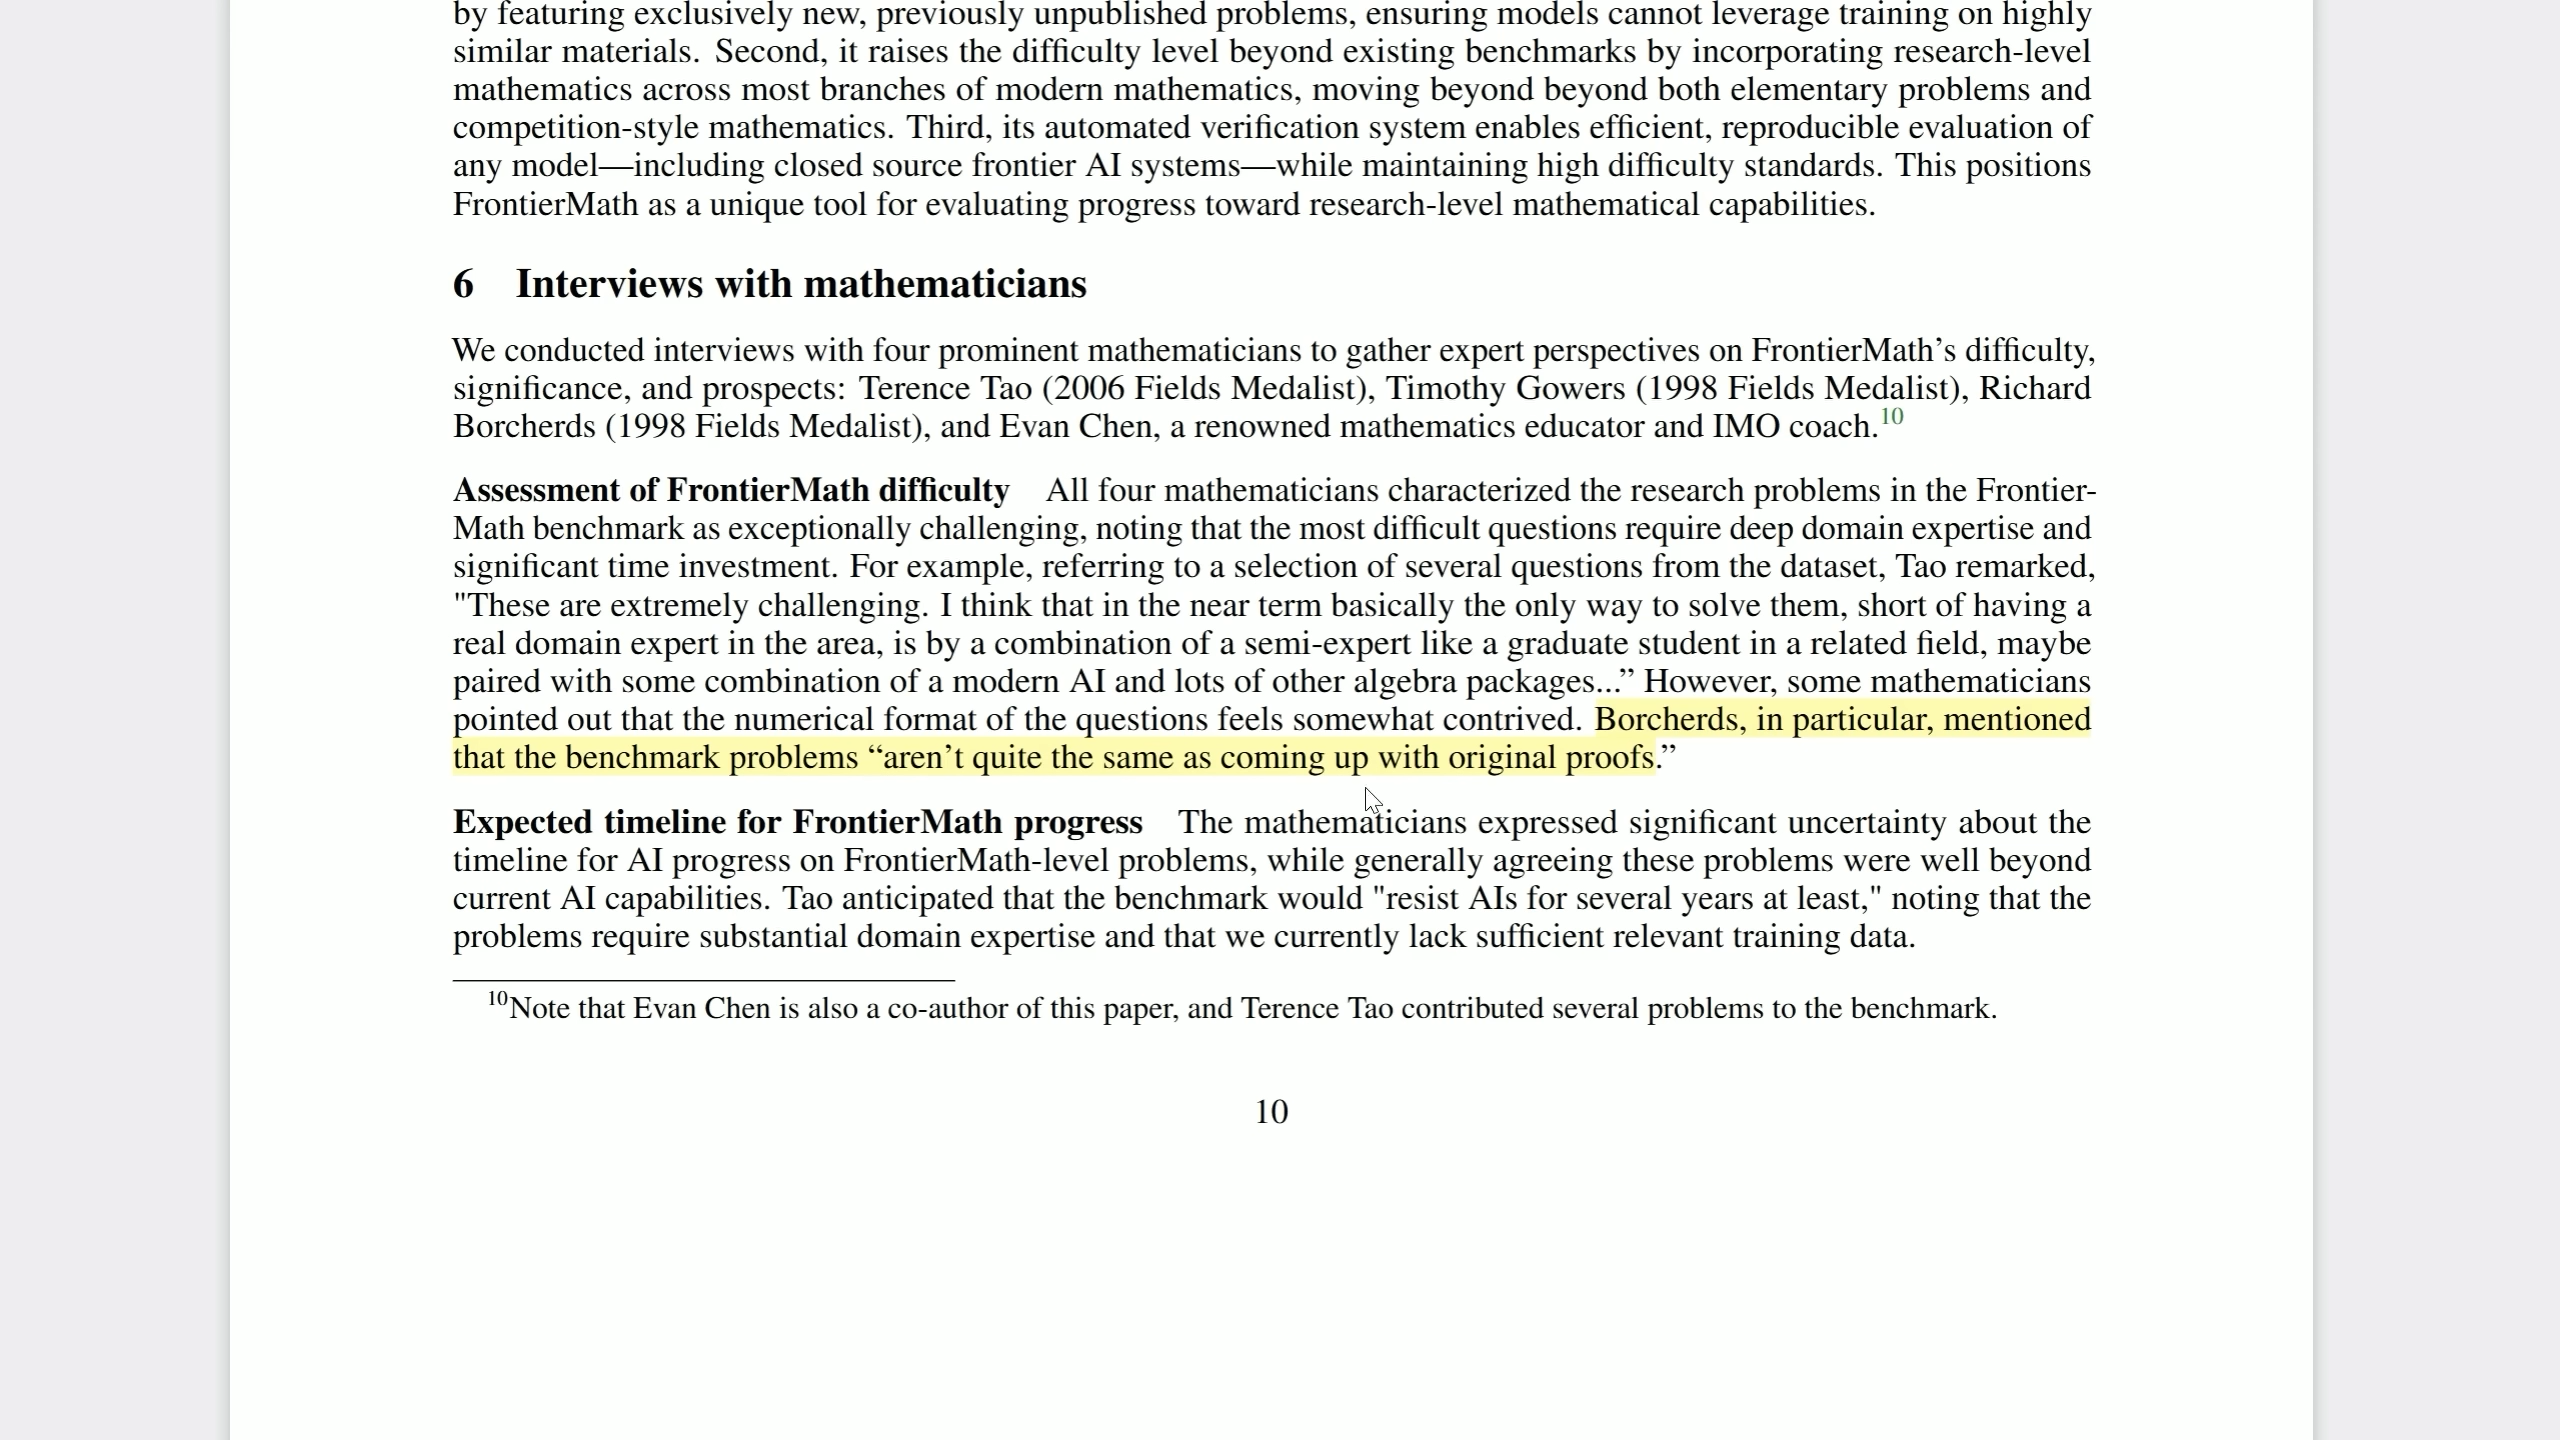 by featuring exclusively new, previously unpublished problems, ensuring models cannot leverage training on highly
similar materials. Second, it raises the difficulty level beyond existing benchmarks by incorporating research-level
mathematics across most branches of modern mathematics, moving beyond beyond both elementary problems and
competition-style mathematics. Third, its automated verification system enables efficient, reproducible evaluation of
any model—including closed source frontier AI systems—while maintaining high difficulty standards. This positions
FrontierMath as a unique tool for evaluating progress toward research-level mathematical capabilities.
6 Interviews with mathematicians
We conducted interviews with four prominent mathematicians to gather expert perspectives on FrontierMath’s difficulty,
significance, and prospects: Terence Tao (2006 Fields Medalist), Timothy Gowers (1998 Fields Medalist), Richard
Borcherds (1998 Fields Medalist), and Evan Chen, a renowned mathematics educator and IMO coach.10
Assessment of FrontierMath difficulty All four mathematicians characterized the research problems in the Frontier-
Math benchmark as exceptionally challenging, noting that the most difficult questions require deep domain expertise and
significant time investment. For example, referring to a selection of several questions from the dataset, Tao remarked,
"These are extremely challenging. I think that in the near term basically the only way to solve them, short of having a
real domain expert in the area, is by a combination of a semi-expert like a graduate student in a related field, maybe
paired with some combination of a modern AI and lots of other algebra packages...” However, some mathematicians
pointed out that the numerical format of the questions feels somewhat contrived. Borcherds, in particular, mentioned
that the benchmark problems “aren’t quite the same as coming up with original proofs.”
Expected timeline for FrontierMath progress The mathematicians expressed significant uncertainty about the
timeline for AI progress on FrontierMath-level problems, while generally agreeing these problems were well beyond
current AI capabilities. Tao anticipated that the benchmark would "resist AIs for several years at least," noting that the
problems require substantial domain expertise and that we currently lack sufficient relevant training data.
10Note that Evan Chen is also a co-author of this paper, and Terence Tao contributed several problems to the benchmark.
10